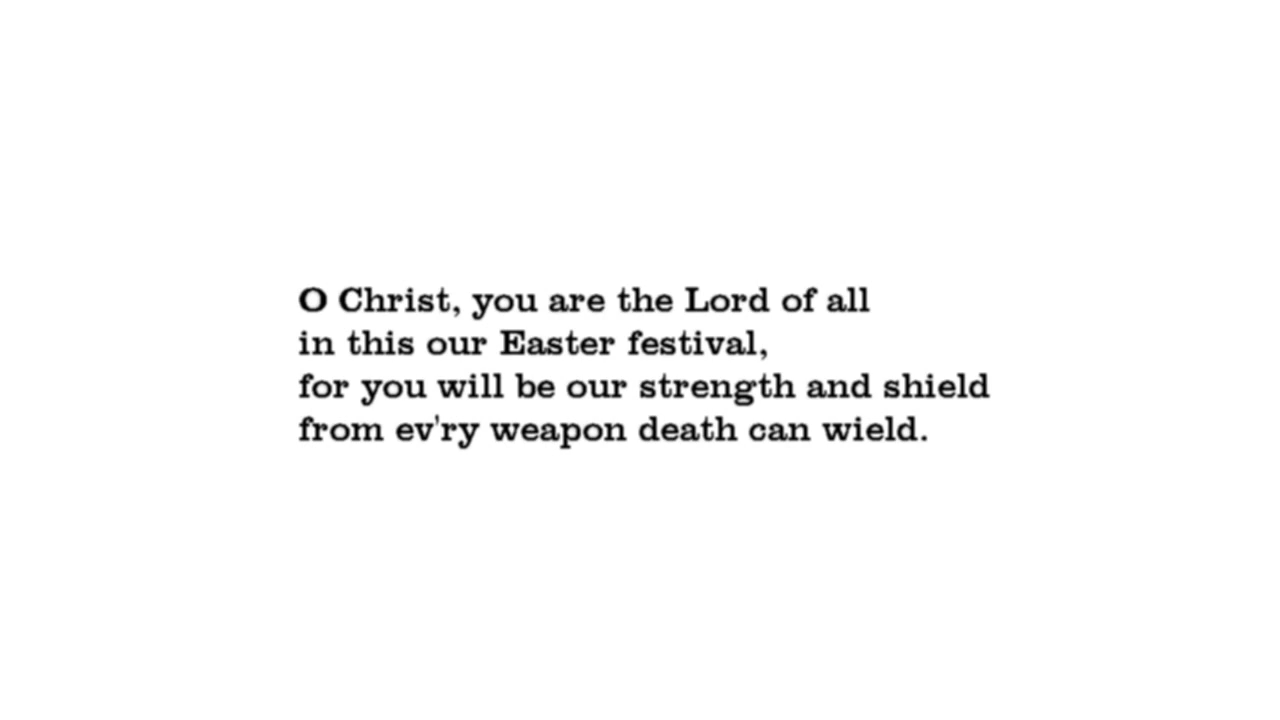 O Christ, you are the Lord of all
in this our Easter festival,
for you will be our strength and shield
from ev'ry weapon death can wield.